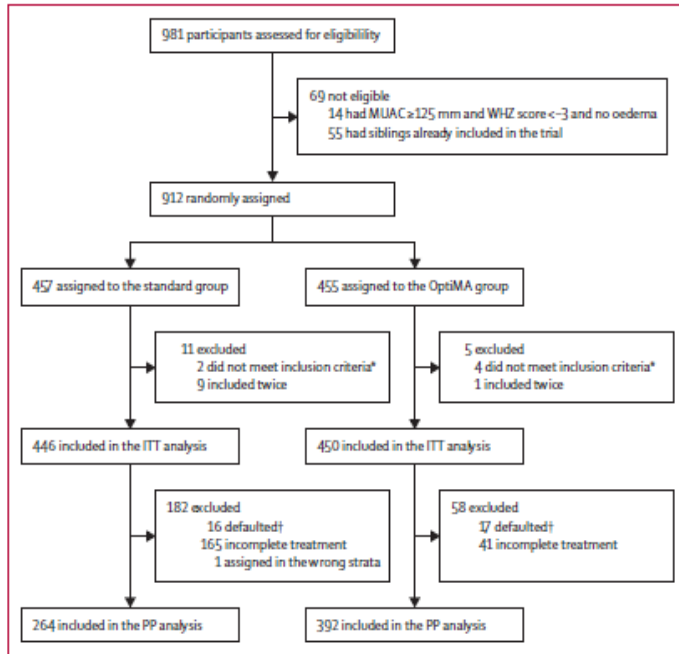 981 participants assessed for eligibility
69 not eligible
14 had MUAC ≥125 mm and WHZ score <–3 and no oedema
55 had siblings already included in the trial
912 randomly assigned
457 assigned to the standard group
455 assigned to the OptiMA group
11 excluded
2 did not meet inclusion criteria*
9 included twice
5 excluded
4 did not meet inclusion criteria*
1 included twice
446 included in the ITT analysis
450 included in the ITT analysis
182 excluded
16 defaulted†
165 incomplete treatment
1 assigned in the wrong strata
58 excluded
17 defaulted†
41 incomplete treatment
264 included in the PP analysis
392 included in the PP analysis